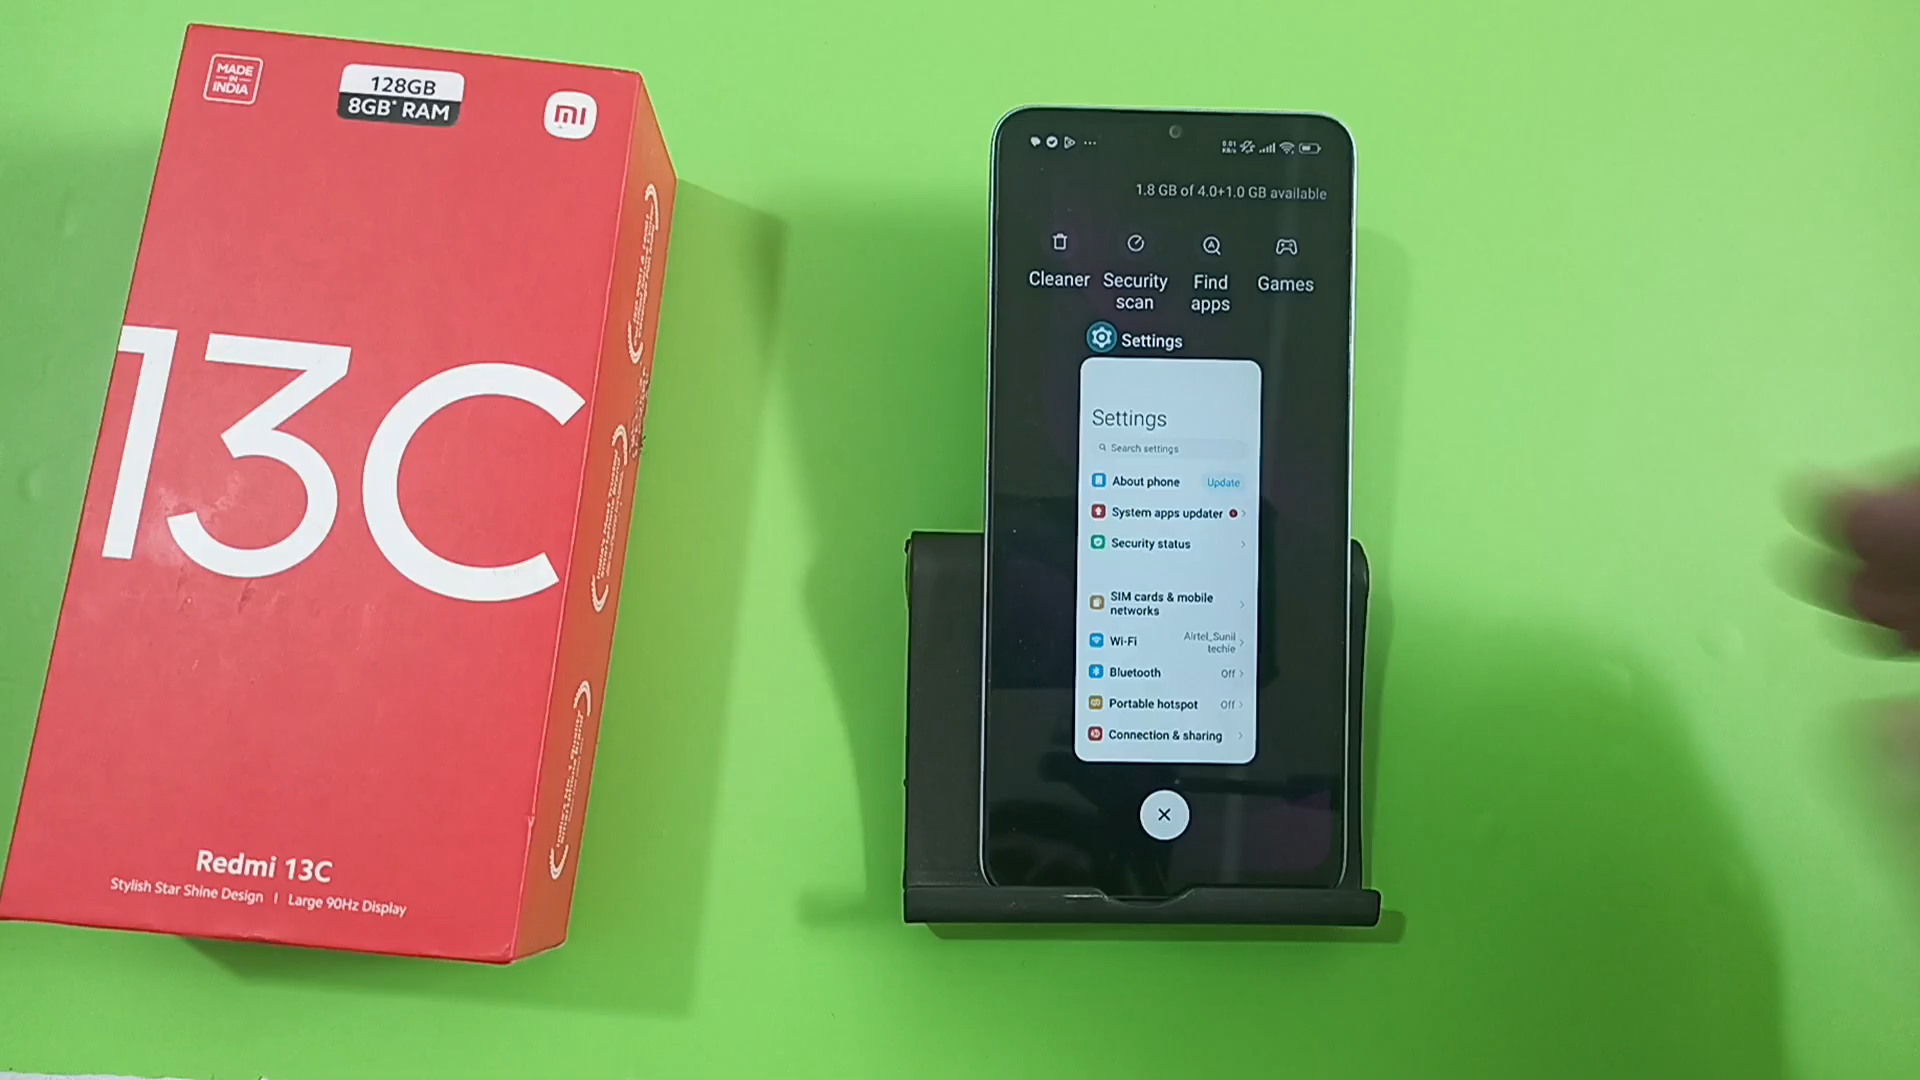 MADE
IN
INDIA
128GB
8GB* RAM
mi
13C
Redmi 13C
Stylish Star Shine Design | Large 90Hz Display
1.8 GB of 4.0+1.0 GB available
Cleaner
Security scan
Find apps
Games
Settings
Settings
Search settings
About phone Update
System apps updater
Security status
SIM cards & mobile
networks
Wi-Fi Airtel_Sunil
techie
Bluetooth Off
Portable hotspot Off
Connection & sharing